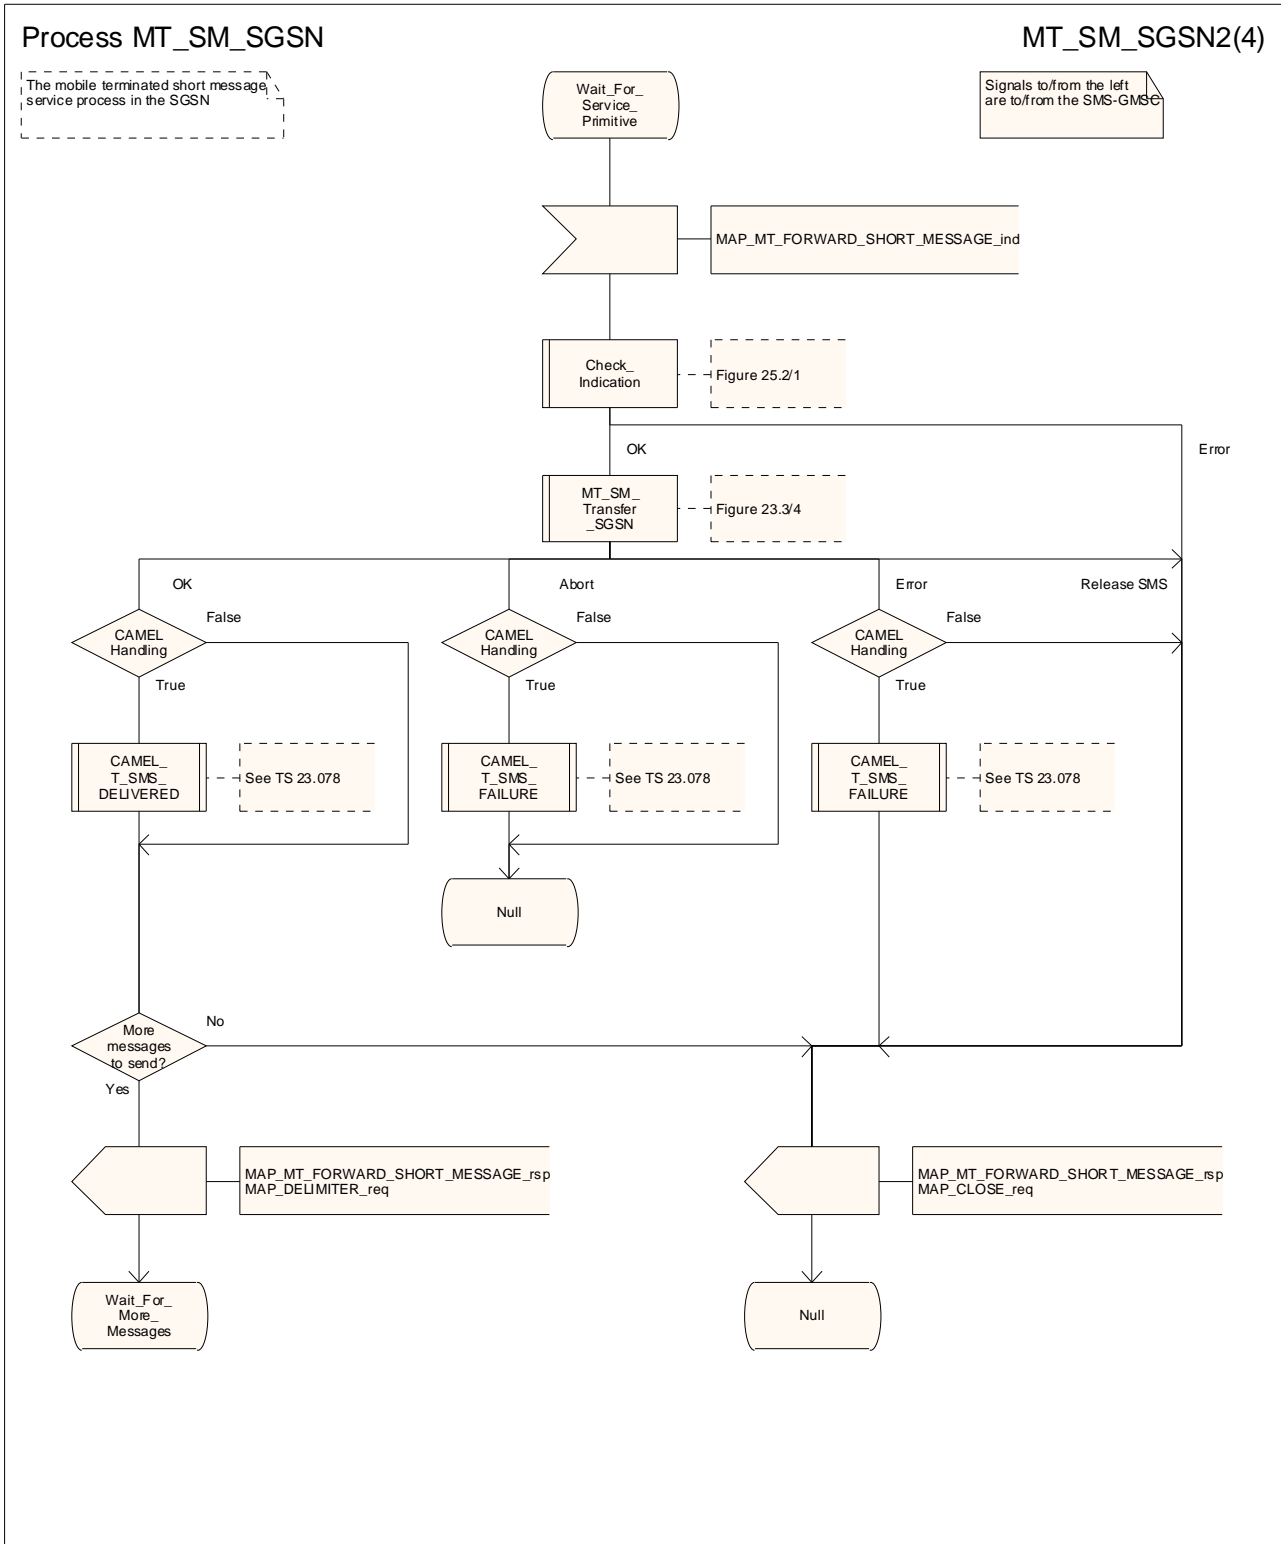 Process MT_SM_SGSN
MT_SM_SGSN2(4)
The mobile terminated short message
service process in the SGSN
Wait_For_
Service_
Primitive
Signals to/from the left
are to/from the SMS-GMSC
MAP_MT_FORWARD_SHORT_MESSAGE_ind
Check_
Indication
Figure 25.2/1
OK
Error
MT_SM_
Transfer
_SGSN
Figure 23.3/4
OK
Abort
Error
Release SMS
False
False
False
CAMEL
Handling
CAMEL
Handling
CAMEL
Handling
True
True
True
CAMEL_
T_SMS_
DELIVERED
See TS 23.078
CAMEL_
T_SMS_
FAILURE
See TS 23.078
CAMEL_
T_SMS_
FAILURE
See TS 23.078
Null
No
More
messages
to send?
Yes
MAP_MT_FORWARD_SHORT_MESSAGE_rsp
MAP_DELIMITER_req
MAP_MT_FORWARD_SHORT_MESSAGE_rsp
MAP_CLOSE_req
Wait_For_
More_
Messages
Null